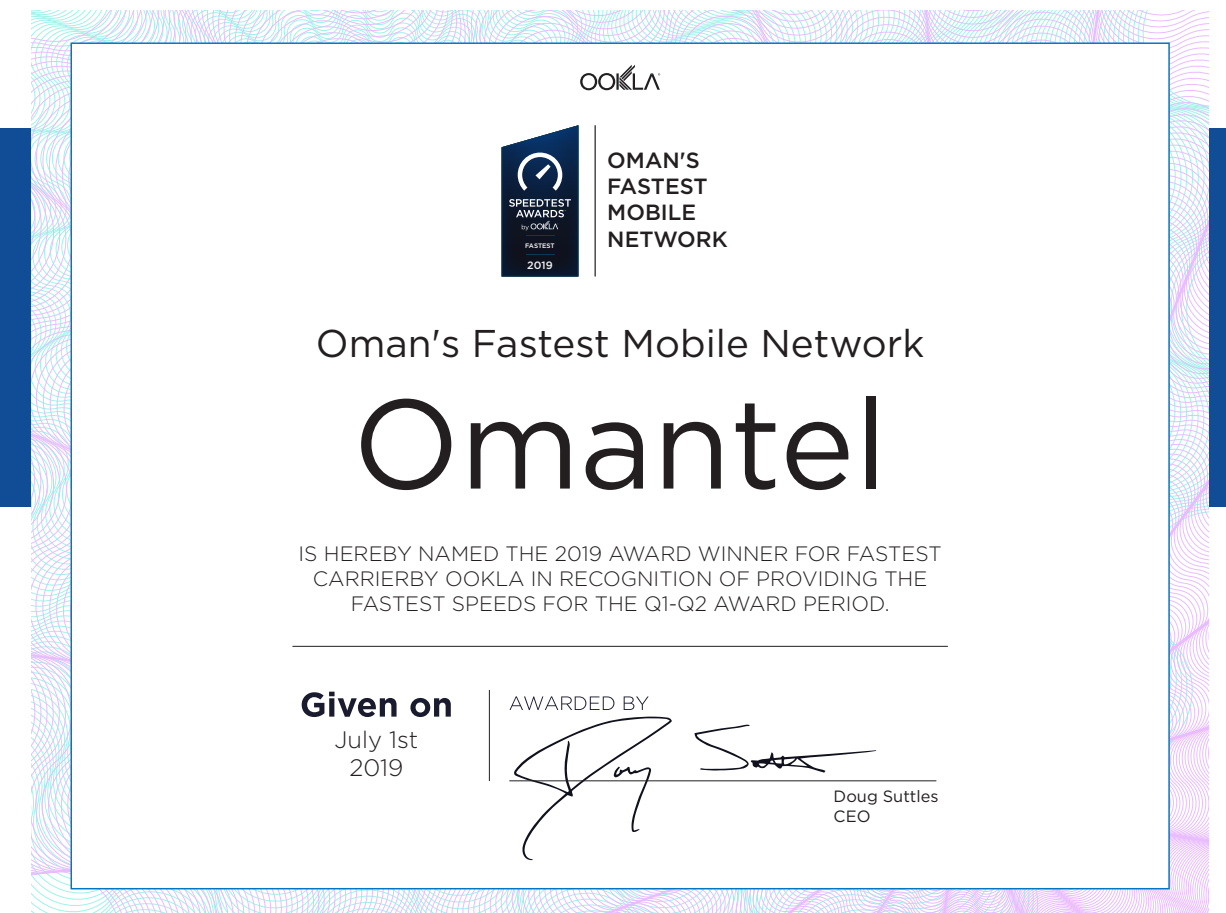 OOKLA
SPEEDTEST
AWARDS
by OOKLA
FASTEST
2019
OMAN'S
FASTEST
MOBILE
NETWORK
Oman's Fastest Mobile Network
Omantel
IS HEREBY NAMED THE 2019 AWARD WINNER FOR FASTEST
CARRIERBY OOKLA IN RECOGNITION OF PROVIDING THE
FASTEST SPEEDS FOR THE Q1-Q2 AWARD PERIOD.
Given on
July 1st
2019
AWARDED BY
Doug Suttles
CEO